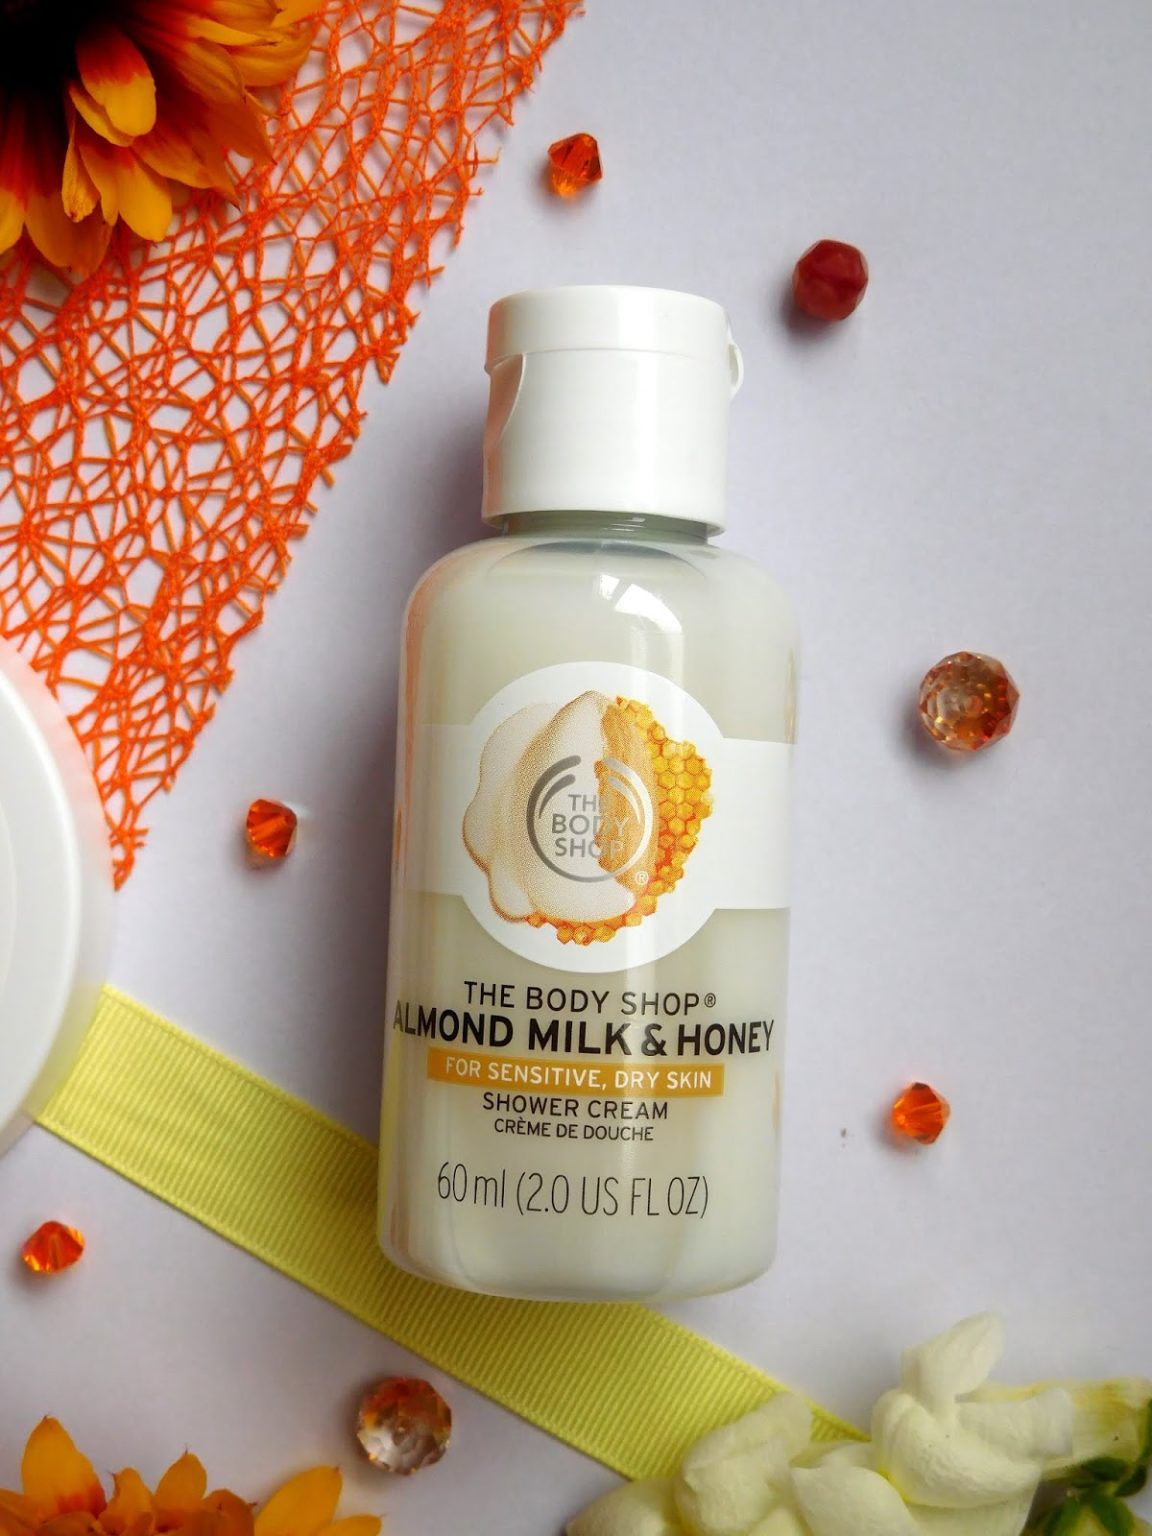 THE
BODY
SHOP
®
THE BODY SHOP®
ALMOND MILK & HONEY
FOR SENSITIVE, DRY SKIN
SHOWER CREAM
CRÈME DE DOUCHE
60 ml (2.0 US FL OZ)